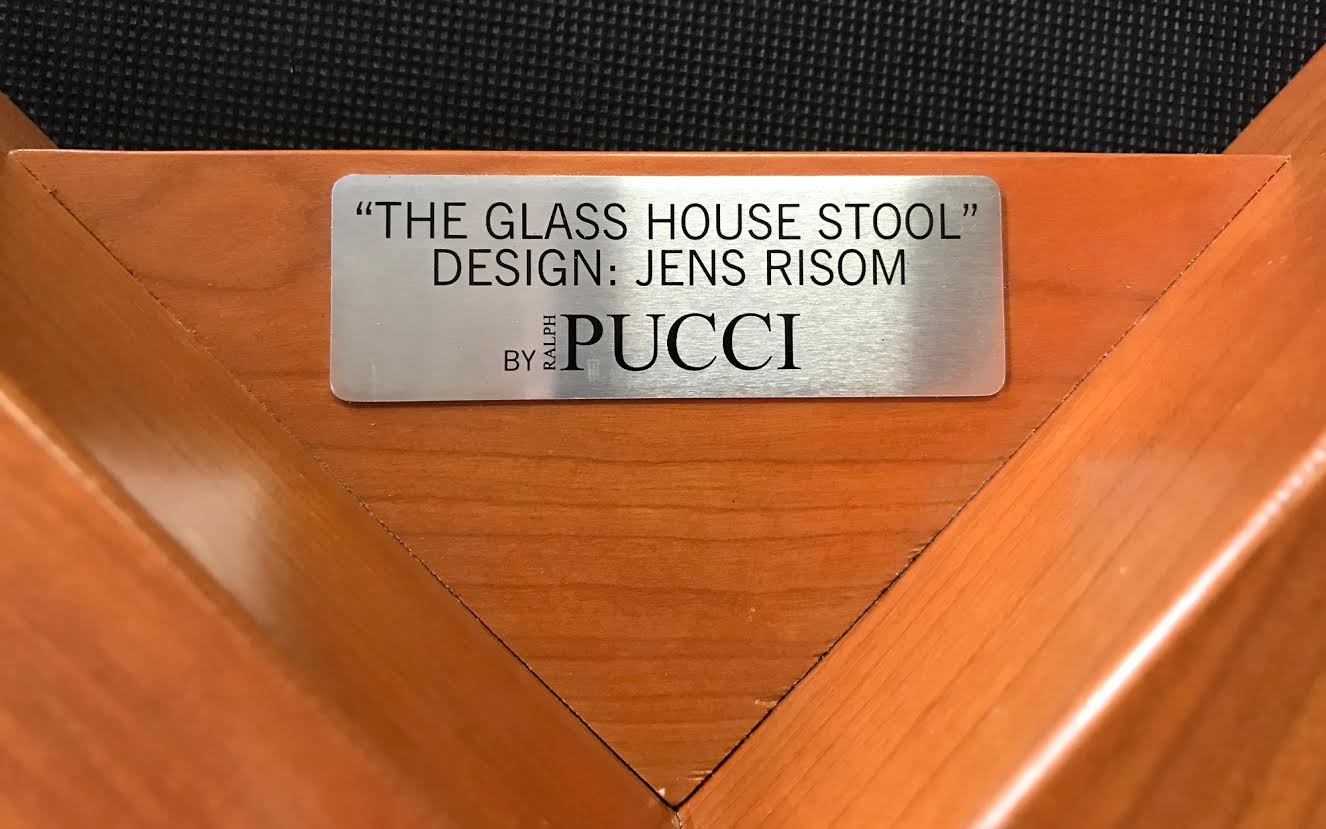 “THE GLASS HOUSE STOOL”
DESIGN: JENS RISOM
BY RALPH PUCCI